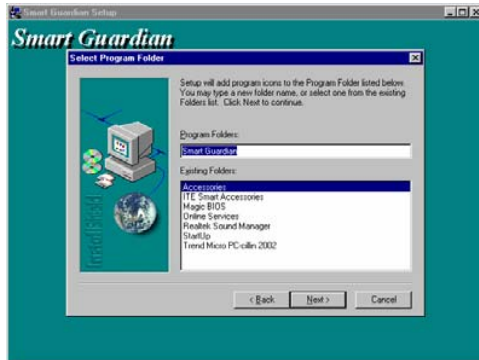 Smart Guardian Setup
Smart Guardian
Select Program Folder
Setup will add program icons to the Program Folder listed below.
You may type a new folder name, or select one from the existing
Folders list. Click Next to continue.
Program Folders:
Smart Guardian
Existing Folders:
Accessories
ITE Smart Accessories
Magic BIOS
Online Services
Realtek Sound Manager
StartUp
Trend Micro PC-cillin 2002
InstallShield
< Back Next > Cancel